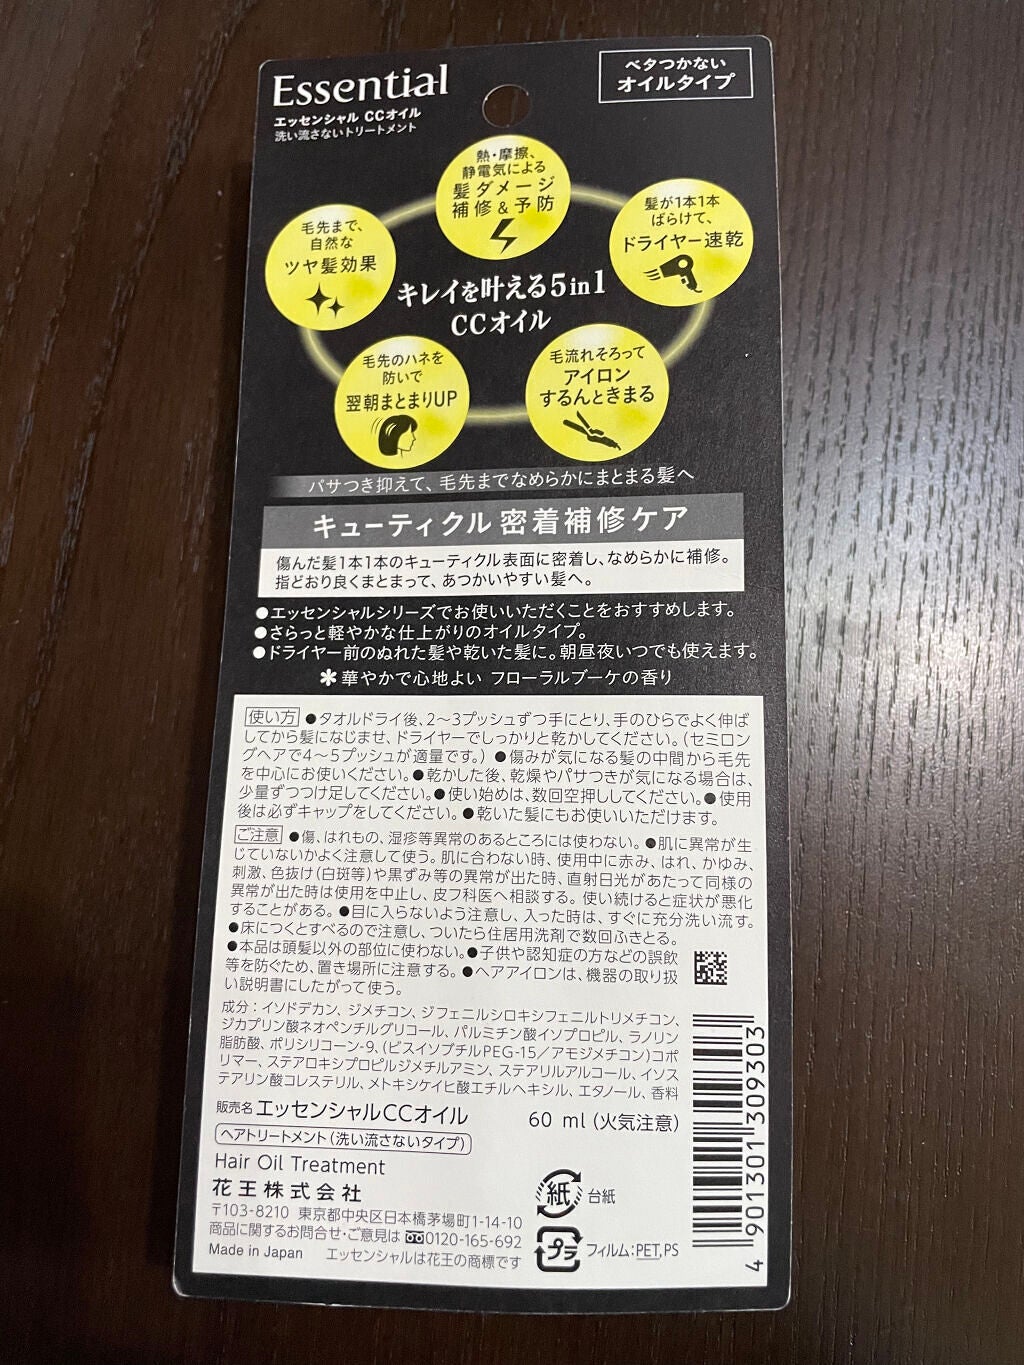 Essential
エッセンシャル CCオイル
洗い流さないトリートメント
ベタつかない
オイルタイプ
熱・摩擦、
静電気による
髪ダメージ
補修&予防
毛先まで、
自然な
ツヤ髪効果
髪が1本1本
ばらけて、
ドライヤー速乾
キレイを叶える5in1
CCオイル
毛先のハネを
防いで
翌朝まとまりUP
毛流れそろって
アイロン
するんときまる
パサつき抑えて、毛先までなめらかにまとまる髪へ
キューティクル 密着補修ケア
傷んだ髪1本1本のキューティクル表面に密着し、なめらかに補修。
指どおり良くまとまって、あつかいやすい髪へ。
●エッセンシャルシリーズでお使いいただくことをおすすめします。
●さらっと軽やかな仕上がりのオイルタイプ。
●ドライヤー前のぬれた髪や乾いた髪に。朝昼夜いつでも使えます。
✽華やかで心地よい フローラルブーケの香り
使い方 ●タオルドライ後、2〜3プッシュずつ手にとり、手のひらでよく伸ば
してから髪になじませ、ドライヤーでしっかりと乾かしてください。(セミロン
グヘアで4〜5プッシュが適量です。) ●傷みが気になる髪の中間から毛先
を中心にお使いください。●乾かした後、乾燥やパサつきが気になる場合は、
少量ずつつけ足してください。●使い始めは、数回空押ししてください。●使用
後は必ずキャップをしてください。●乾いた髪にもお使いいただけます。
ご注意 ●傷、はれもの、湿疹等異常のあるところには使わない。●肌に異常が生
じていないかよく注意して使う。肌に合わない時、使用中に赤み、はれ、かゆみ、
刺激、色抜け(白斑等)や黒ずみ等の異常が出た時、直射日光があたって同様の
異常が出た時は使用を中止し、皮フ科医へ相談する。使い続けると症状が悪化
することがある。●目に入らないよう注意し、入った時は、すぐに充分洗い流す。
●床につくとすべるので注意し、ついたら住居用洗剤で数回ふきとる。
●本品は頭髪以外の部位に使わない。●子供や認知症の方などの誤飲
等を防ぐため、置き場所に注意する。●ヘアアイロンは、機器の取り扱
い説明書にしたがって使う。
成分:イソドデカン、ジメチコン、ジフェニルシロキシフェニルトリメチコン、
ジカプリン酸ネオペンチルグリコール、パルミチン酸イソプロピル、ラノリン
脂肪酸、ポリシリコーン-9、(ビスイソブチルPEG-15/アモジメチコン)コポ
リマー、ステアロキシプロピルジメチルアミン、ステアリルアルコール、イソス
テアリン酸コレステリル、メトキシケイヒ酸エチルヘキシル、エタノール、香料
販売名 エッセンシャルCCオイル 60 ml (火気注意)
ヘアトリートメント(洗い流さないタイプ)
Hair Oil Treatment
花王株式会社
〒103-8210 東京都中央区日本橋茅場町1-14-10
商品に関するお問合せ・ご意見は 0120-165-692
Made in Japan エッセンシャルは花王の商標です
紙 台紙
プラ フィルム:PET,PS
4 901301 309303